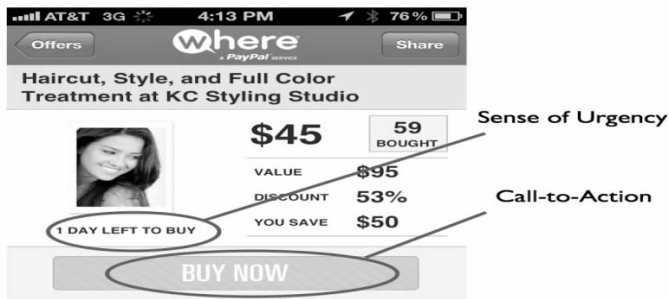 AT&T 3G 4:13 PM 76%
Offers Where Share
A PayPal SERVICE
Haircut, Style, and Full Color
Treatment at KC Styling Studio
$45 59 BOUGHT
VALUE $95
DISCOUNT 53%
YOU SAVE $50
1 DAY LEFT TO BUY
BUY NOW
Sense of Urgency
Call-to-Action